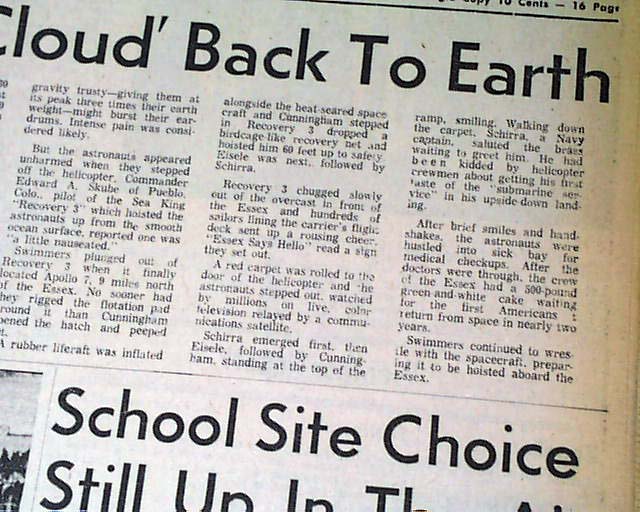 Copy 10 Cents — 16 Page
Cloud' Back To Earth
gravity trusty—giving them at
its peak three times their earth
weight—might burst their ear-
drums. Intense pain was consi-
dered likely.
But the astronauts appeared
unharmed when they stepped
off the helicopter. Commander
Edward A. Skube of Pueblo,
Colo., pilot of the Sea King
"Recovery 3" which hoisted the
astronauts up from the smooth
ocean surface, reported one was
"a little nauseated."
Swimmers plunged out of
Recovery 3 when it finally
located Apollo 7, 9 miles north
of the Essex. No sooner had
they rigged the flotation pad
around it than Cunningham
opened the hatch and peeped
A rubber liferaft was inflated
alongside the heat-seared space
craft and Cunningham stepped
in. Recovery 3 dropped a
birdcage-like recovery net and
hoisted him 60 feet up to safety.
Eisele was next, followed by
Schirra.
Recovery 3 chugged slowly
out of the overcast in front of
the Essex and hundreds of
sailors lining the carrier's flight
deck sent up a rousing cheer.
"Essex Says Hello" read a sign
they set out.
A red carpet was rolled to the
door of the helicopter and the
astronauts stepped out, watched
by millions on live, color
television relayed by a commu-
nications satellite.
Schirra emerged first, then
Eisele, followed by Cunning-
ham, standing at the top of the
ramp, smiling. Walking down
the carpet, Schirra, a Navy
captain, saluted the brass
waiting to greet him. He had
been kidded by helicopter
crewmen about getting his first
taste of the "submarine ser-
vice" in his upside-down land-
ing.
After brief smiles and hand-
shakes, the astronauts were
hustled into sick bay for
medical checkups. After the
doctors were through, the crew
of the Essex had a 500-pound
green-and-white cake waiting
for the first Americans
return from space in nearly two
years.
Swimmers continued to wres-
tle with the spacecraft, prepar-
ing it to be hoisted aboard the
Essex.
School Site Choice
Still Up In The